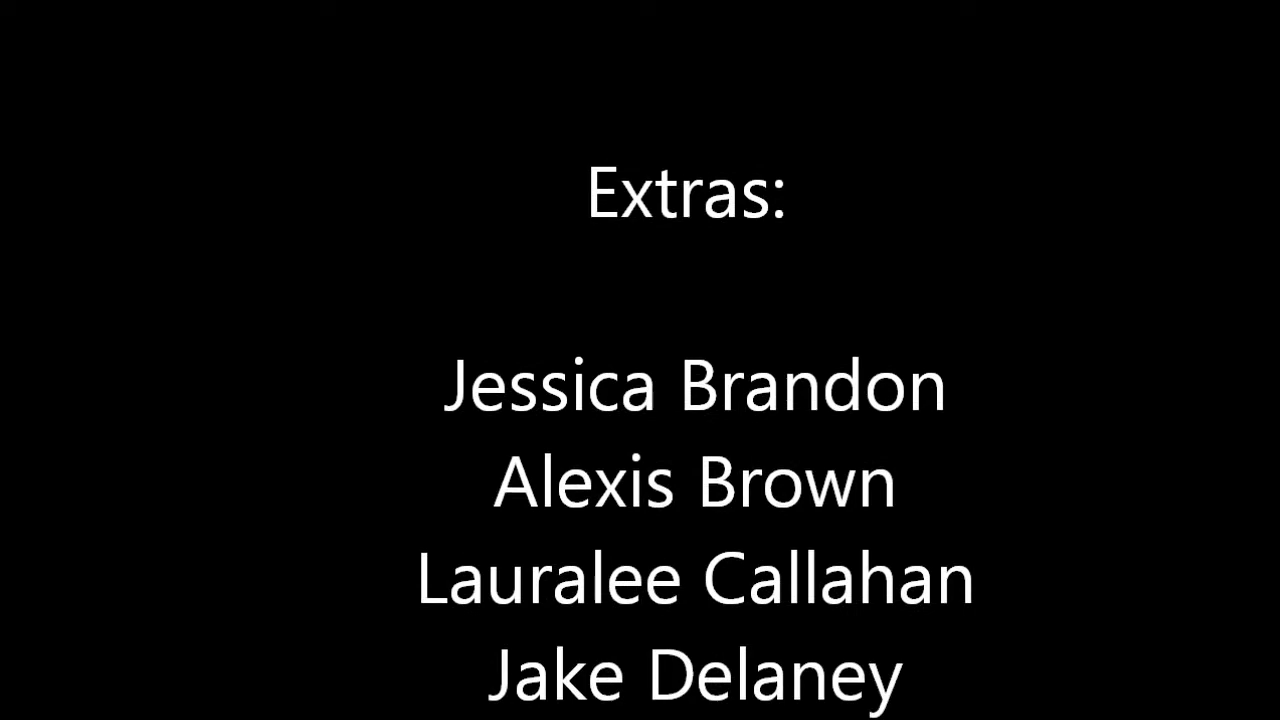 Extras:
Jessica Brandon
Alexis Brown
Lauralee Callahan
Jake Delaney